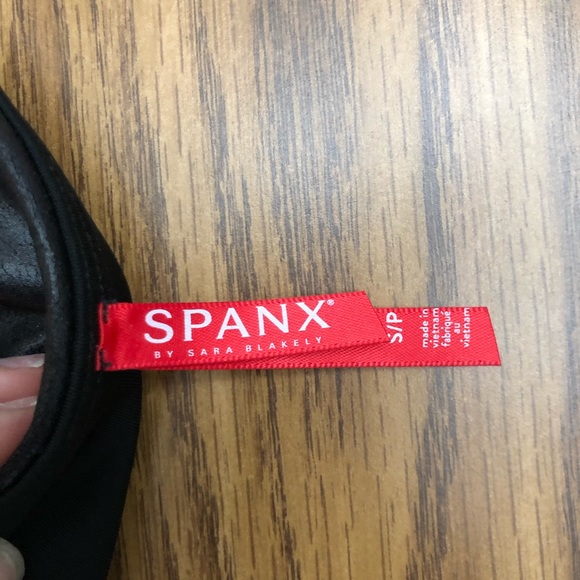 SPANX®
BY SARA BLAKELY
S/P
made in
vietnam
fabriqué
au
vietnam